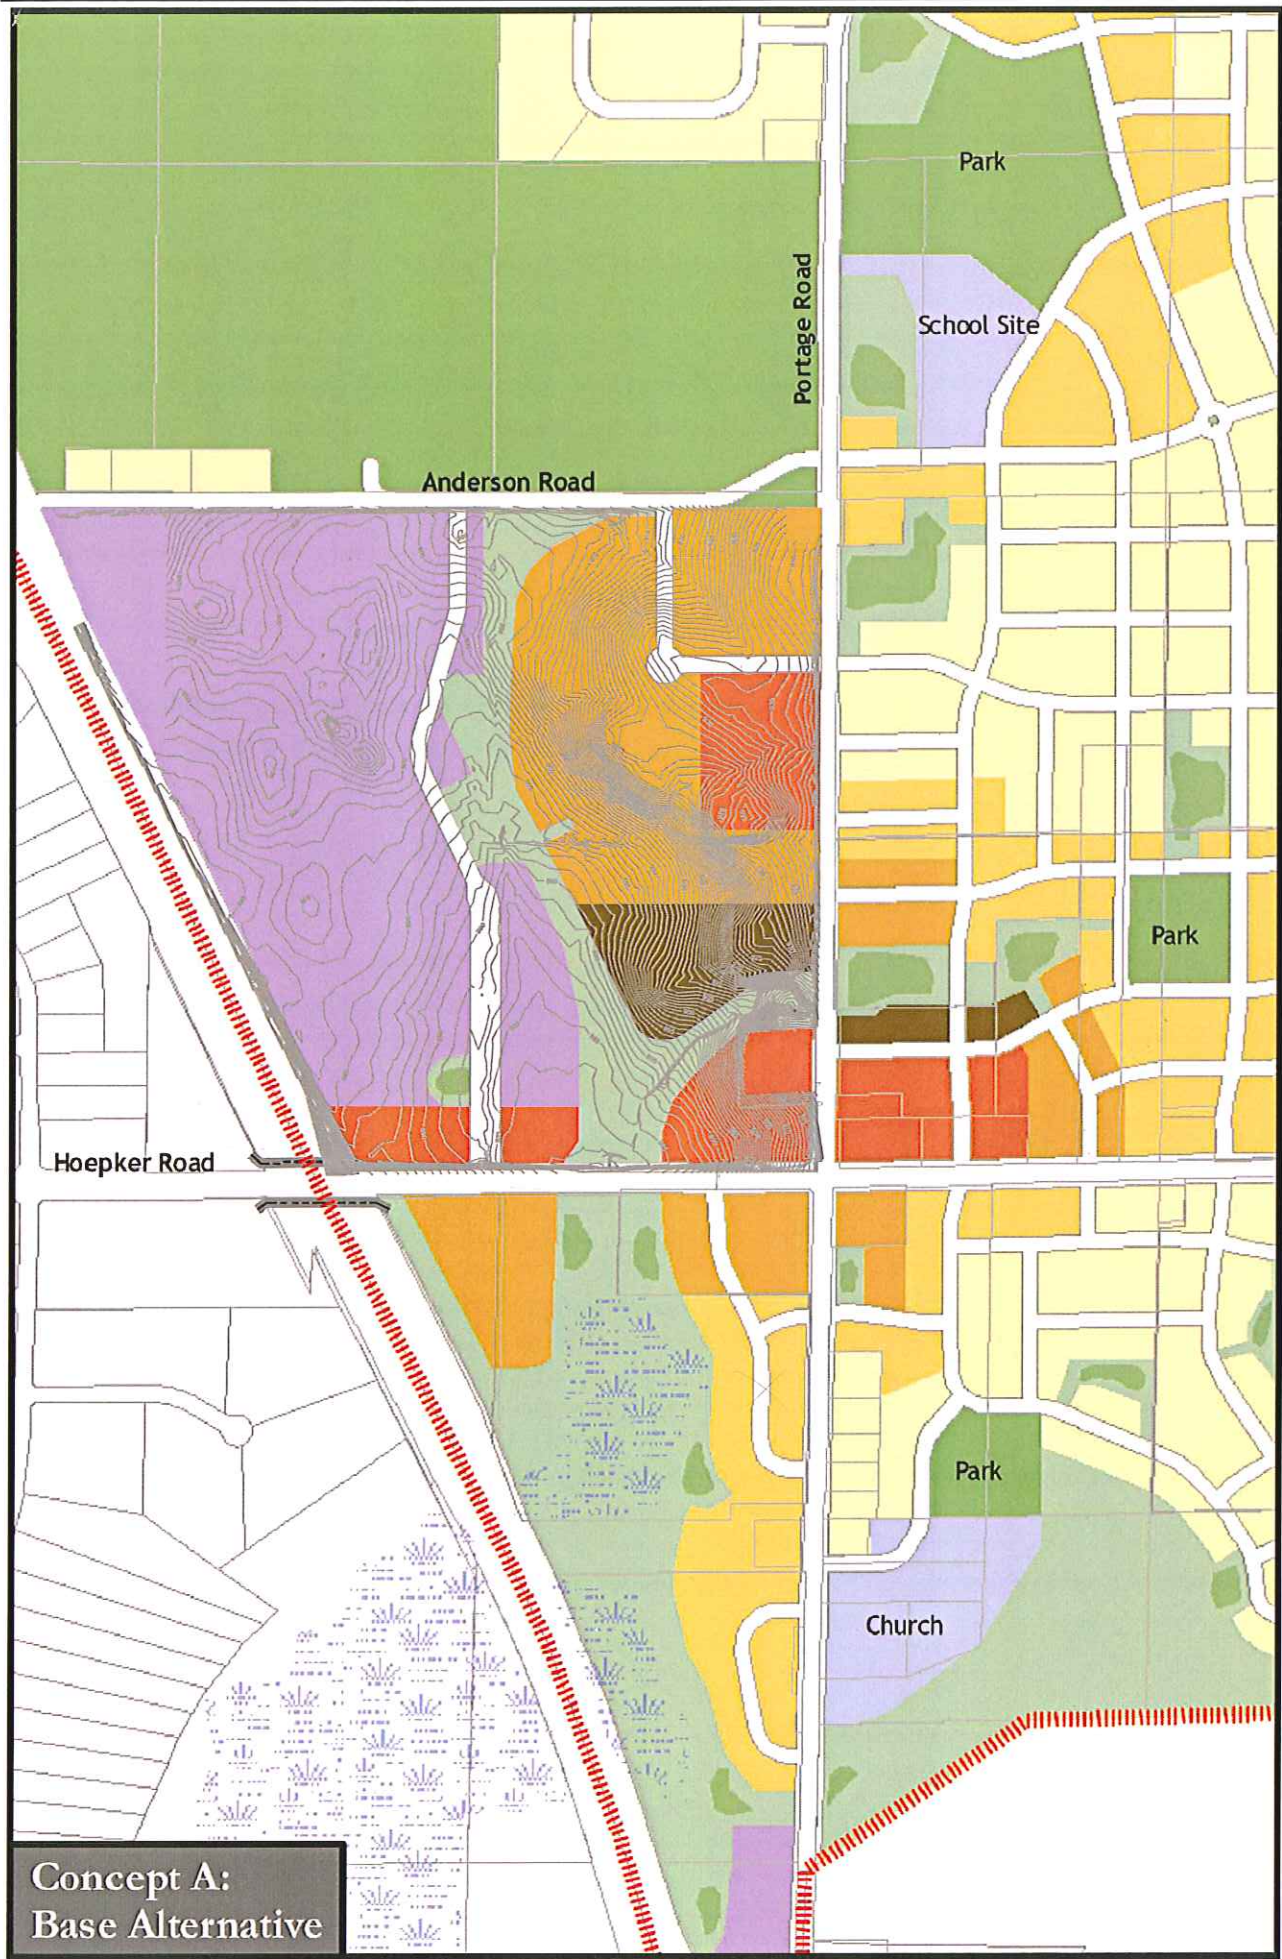 Park
Portage Road
School Site
Anderson Road
Park
Hoepker Road
Park
Church
Concept A:
Base Alternative